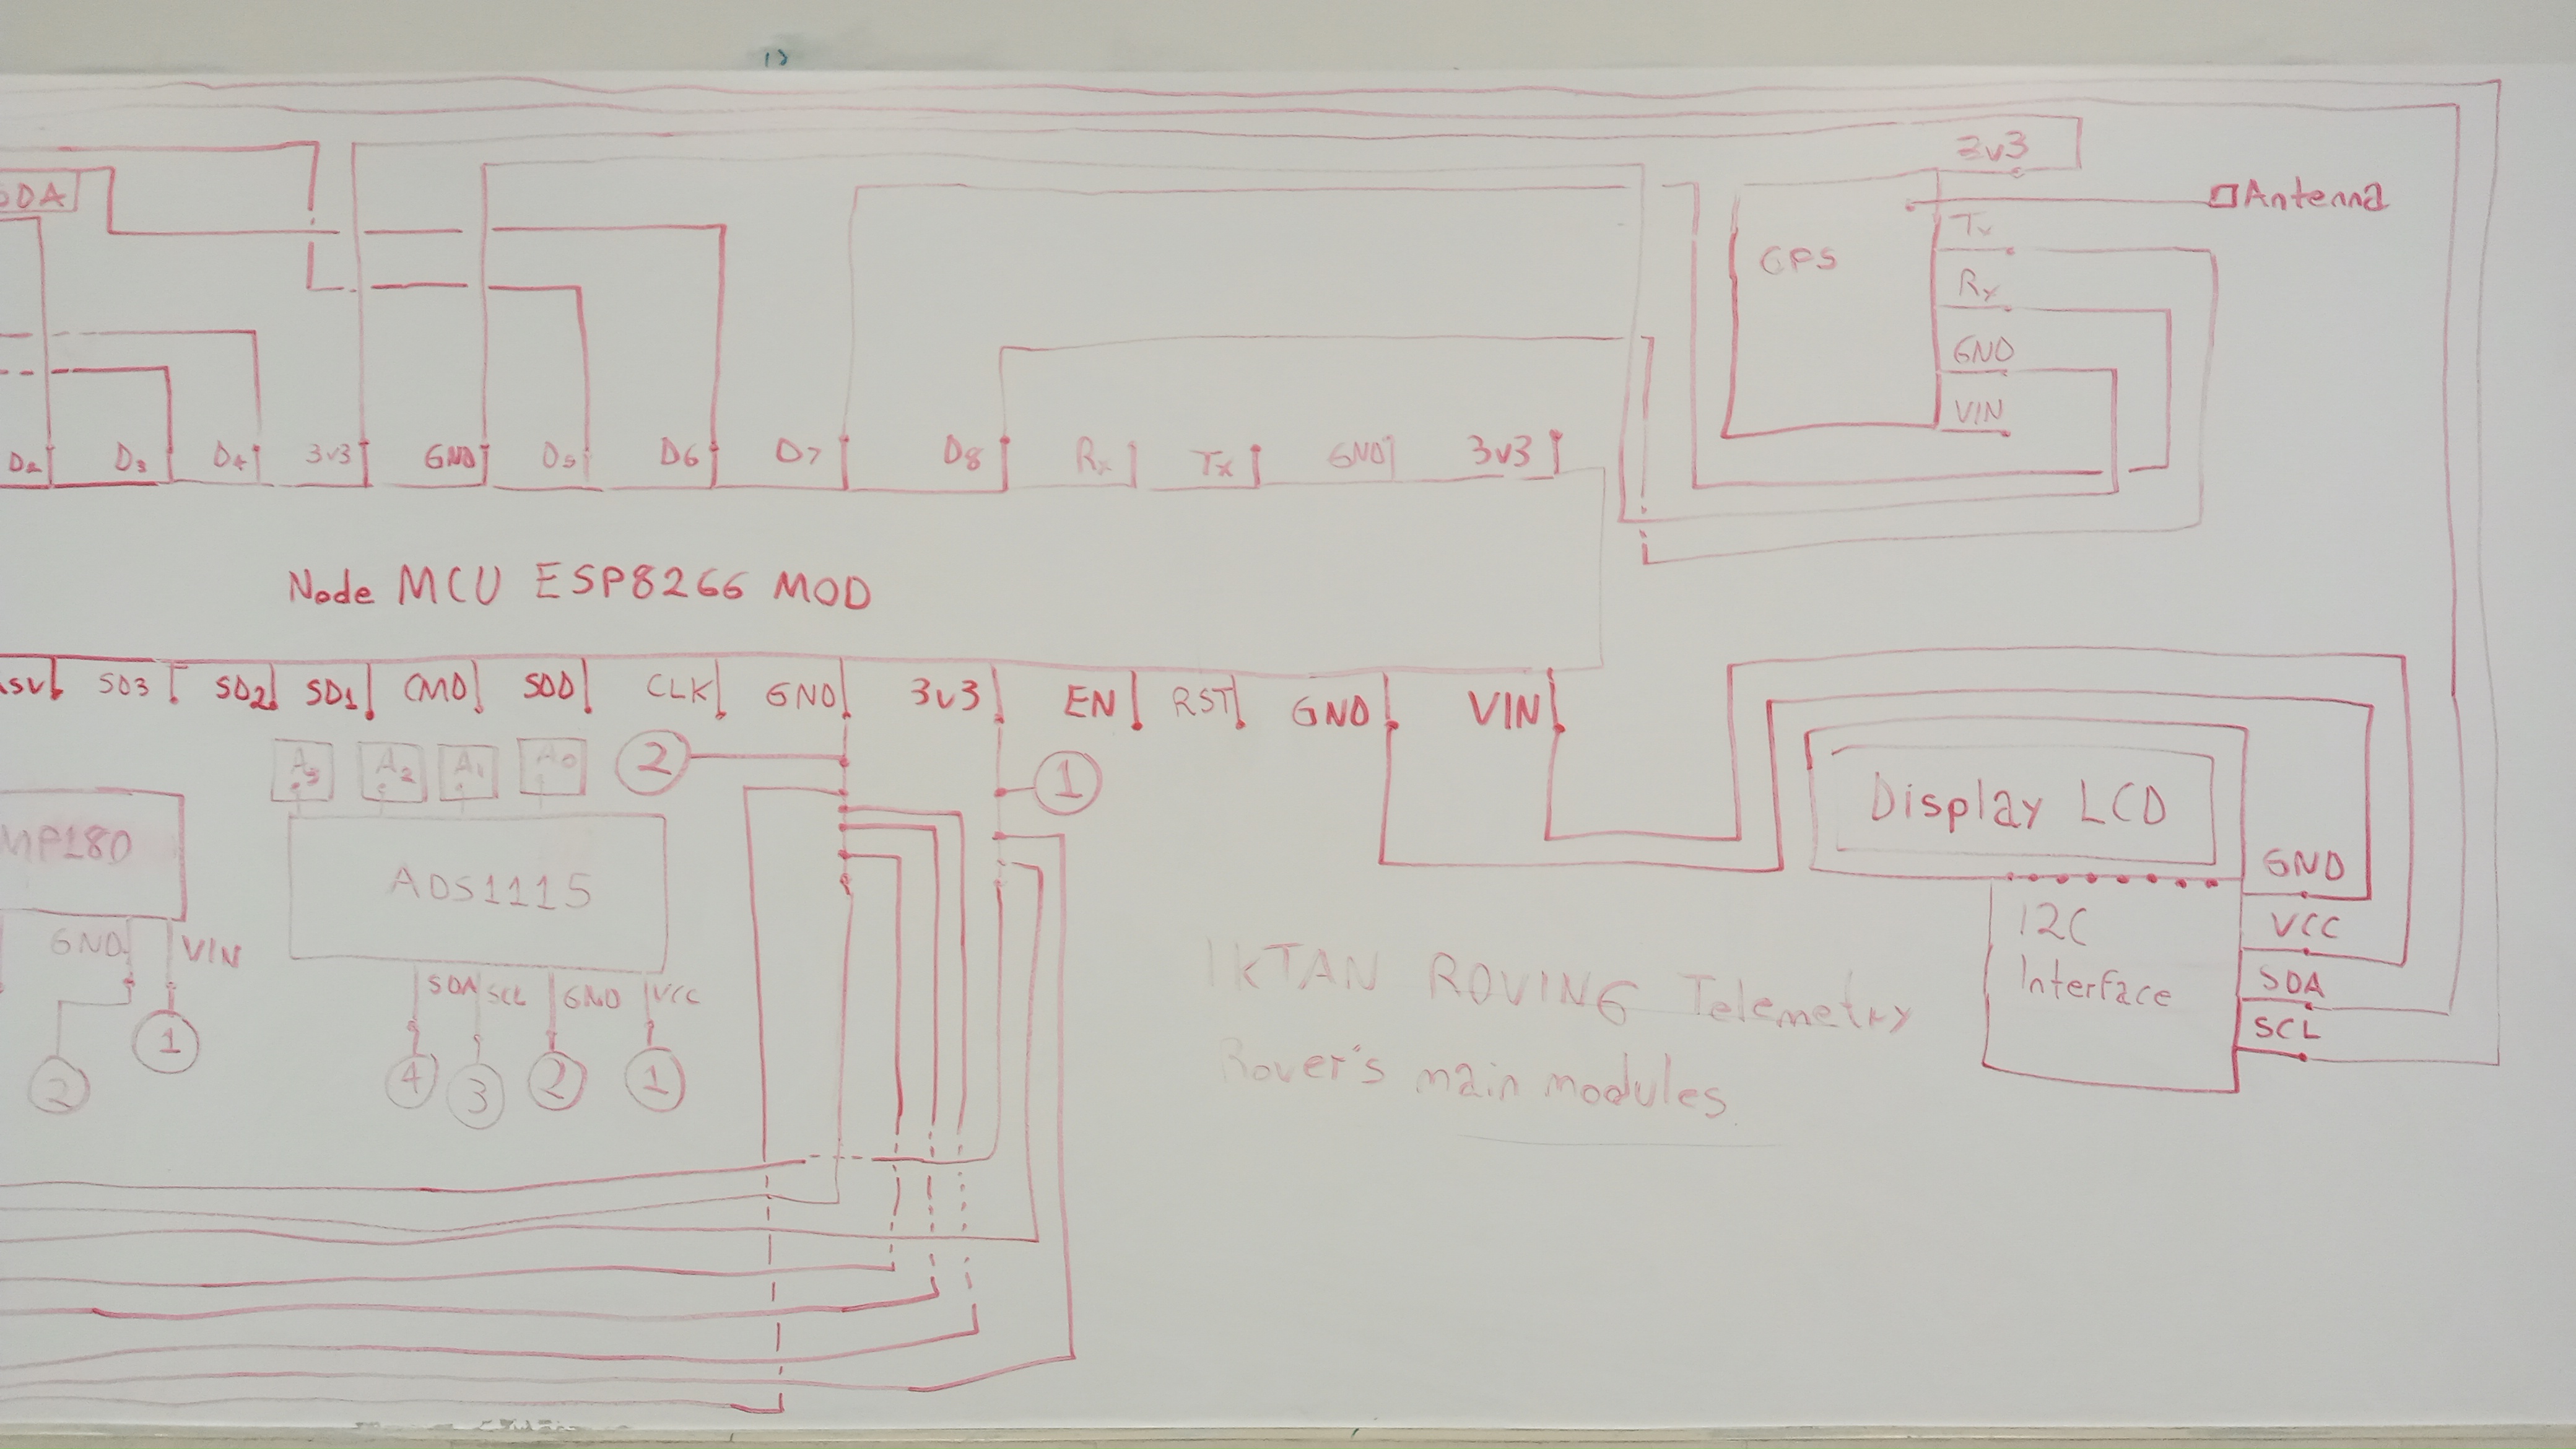 3v3
Antenna
SDA
Tx
GPS
Rx
GND
VIN
D2 D3 D4 3v3 GND D5 D6 D7 D8 Rx Tx GND 3v3
Node MCU ESP8266 MOD
SD3 SD2 SD1 CMD SDD CLK GND 3v3 EN RST GND VIN
A3 A2 A1 A0 2 1
Display LCD
MP180
ADS1115
GND
VCC
SDA
SCL
I2C
Interface
GND VIN
SDA SCL GND VCC
1
2
4 3 2 1
IKTAN ROVING Telemetry
Rover's main modules